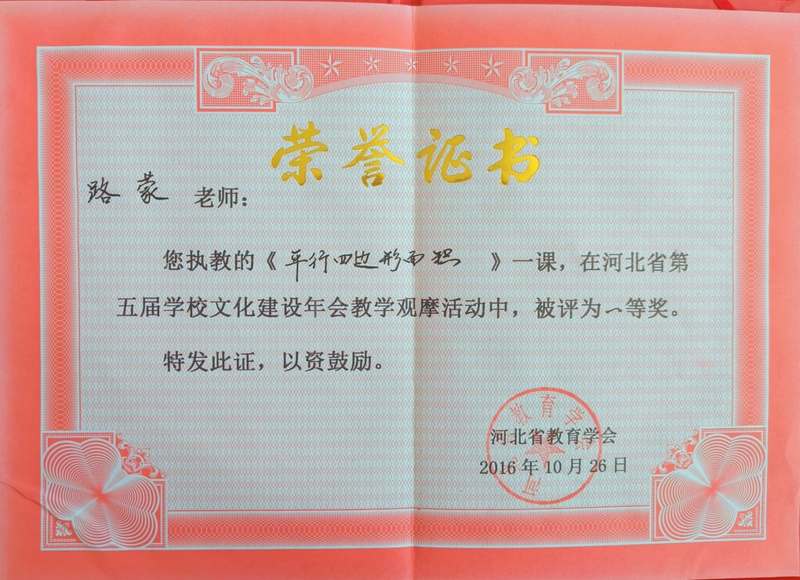 荣誉证书
路蒙 老师：
您执教的《平行四边形面积》一课，在河北省第
五届学校文化建设年会教学观摩活动中，被评为一等奖。
特发此证，以资鼓励。
河北省教育学会
2016年10月26日